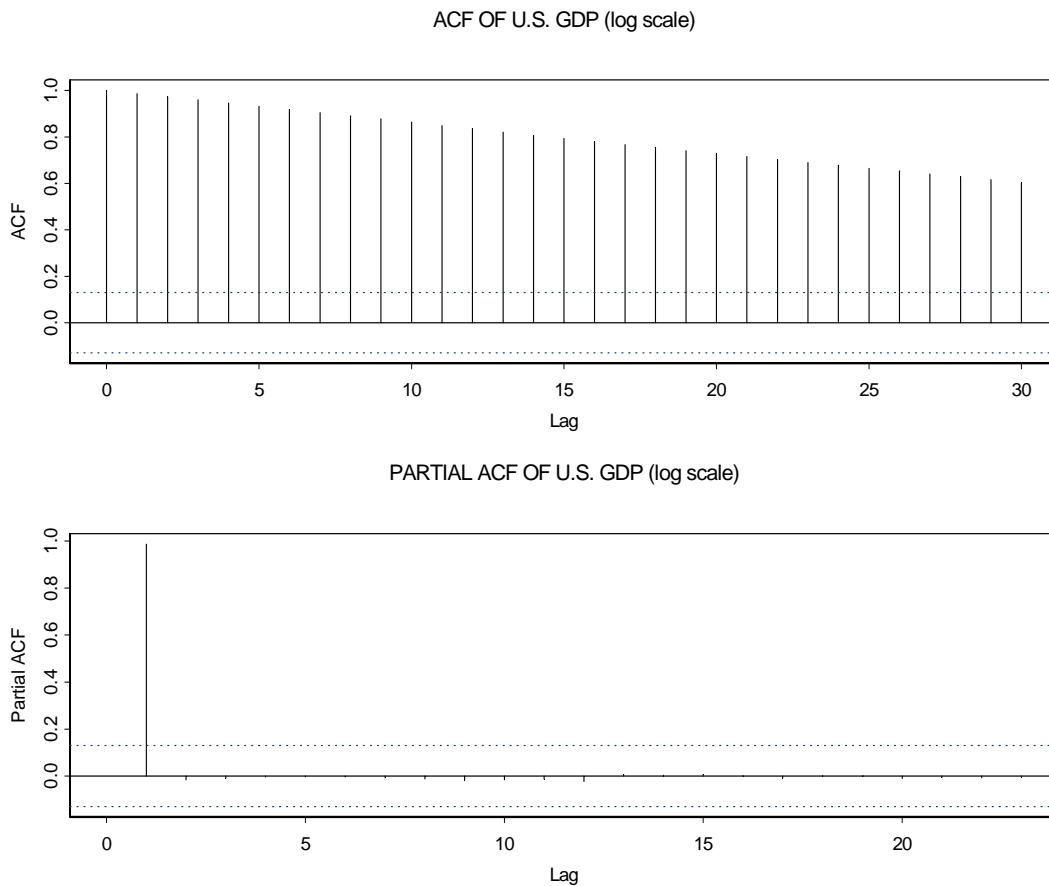 ACF OF U.S. GDP (log scale)
ACF
1.0
0.8
0.6
0.4
0.2
0.0
0 5 10 15 20 25 30
Lag
PARTIAL ACF OF U.S. GDP (log scale)
Partial ACF
1.0
0.8
0.6
0.4
0.2
0.0
0 5 10 15 20
Lag